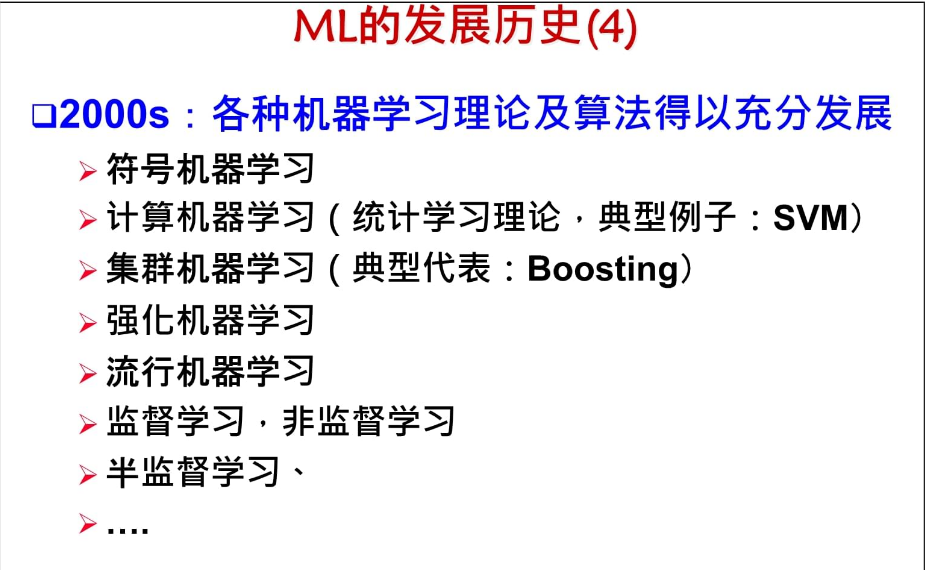 ML的发展历史(4)
❑2000s：各种机器学习理论及算法得以充分发展
➢符号机器学习
➢计算机器学习（统计学习理论，典型例子：SVM）
➢集群机器学习（典型代表：Boosting）
➢强化机器学习
➢流行机器学习
➢监督学习，非监督学习
➢半监督学习、
➢….